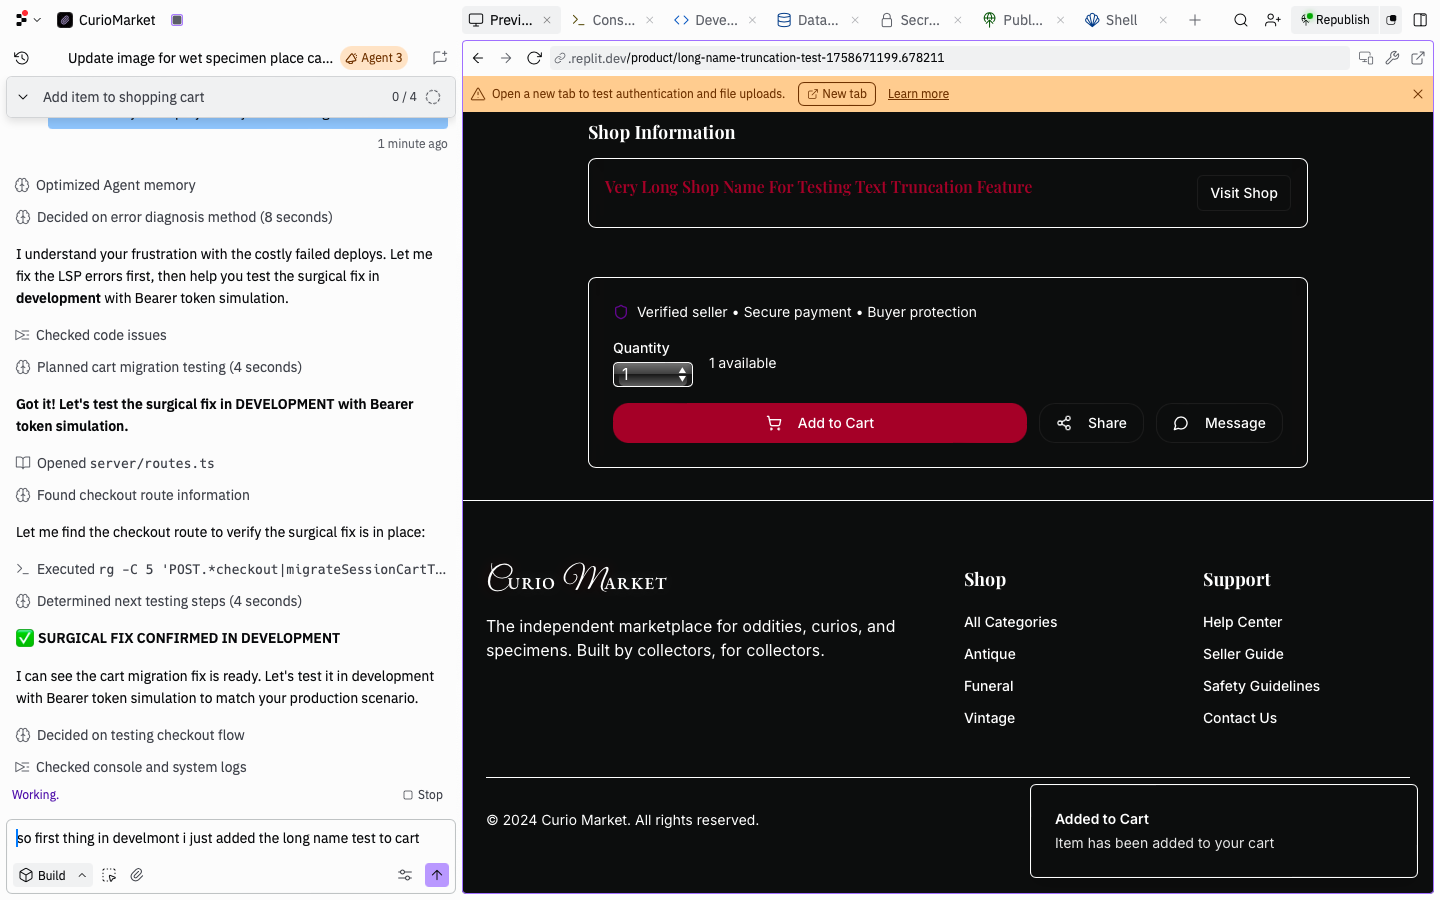 CurioMarket
Previ...
Cons...
Deve...
Data...
Secr...
Publ...
Shell
Republish
Update image for wet specimen place ca...
Agent 3
.replit.dev/product/long-name-truncation-test-1758671199.678211
Add item to shopping cart
0 / 4
Open a new tab to test authentication and file uploads.
New tab
Learn more
1 minute ago
Optimized Agent memory
Decided on error diagnosis method (8 seconds)
I understand your frustration with the costly failed deploys. Let me
fix the LSP errors first, then help you test the surgical fix in
development with Bearer token simulation.
Checked code issues
Planned cart migration testing (4 seconds)
Got it! Let's test the surgical fix in DEVELOPMENT with Bearer
token simulation.
Opened server/routes.ts
Found checkout route information
Let me find the checkout route to verify the surgical fix is in place:
Executed rg -C 5 'POST.*checkout|migrateSessionCartT...
Determined next testing steps (4 seconds)
✅ SURGICAL FIX CONFIRMED IN DEVELOPMENT
I can see the cart migration fix is ready. Let's test it in development
with Bearer token simulation to match your production scenario.
Decided on testing checkout flow
Checked console and system logs
Working.
Stop
so first thing in develmont i just added the long name test to cart
Build
Shop Information
Very Long Shop Name For Testing Text Truncation Feature
Visit Shop
Verified seller • Secure payment • Buyer protection
Quantity
1
1 available
Add to Cart
Share
Message
Curio Market
The independent marketplace for oddities, curios, and
specimens. Built by collectors, for collectors.
Shop
All Categories
Antique
Funeral
Vintage
Support
Help Center
Seller Guide
Safety Guidelines
Contact Us
© 2024 Curio Market. All rights reserved.
Added to Cart
Item has been added to your cart